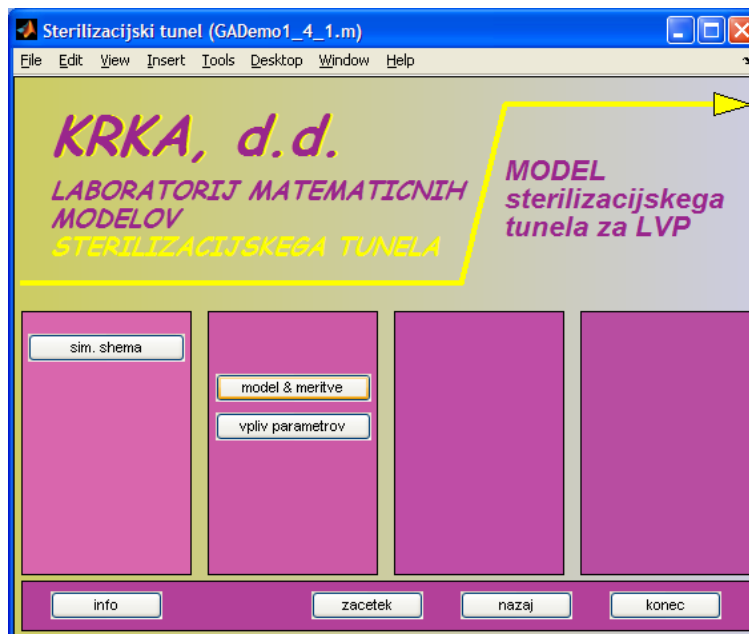 Sterilizacijski tunel (GADemo1_4_1.m)
File Edit View Insert Tools Desktop Window Help
KRKA, d.d.
LABORATORIJ MATEMATICNIH
MODELOV
STERILIZACIJSKEGA TUNELA
MODEL
sterilizacijskega
tunela za LVP
sim. shema
model & meritve
vpliv parametrov
info zacetek nazaj konec